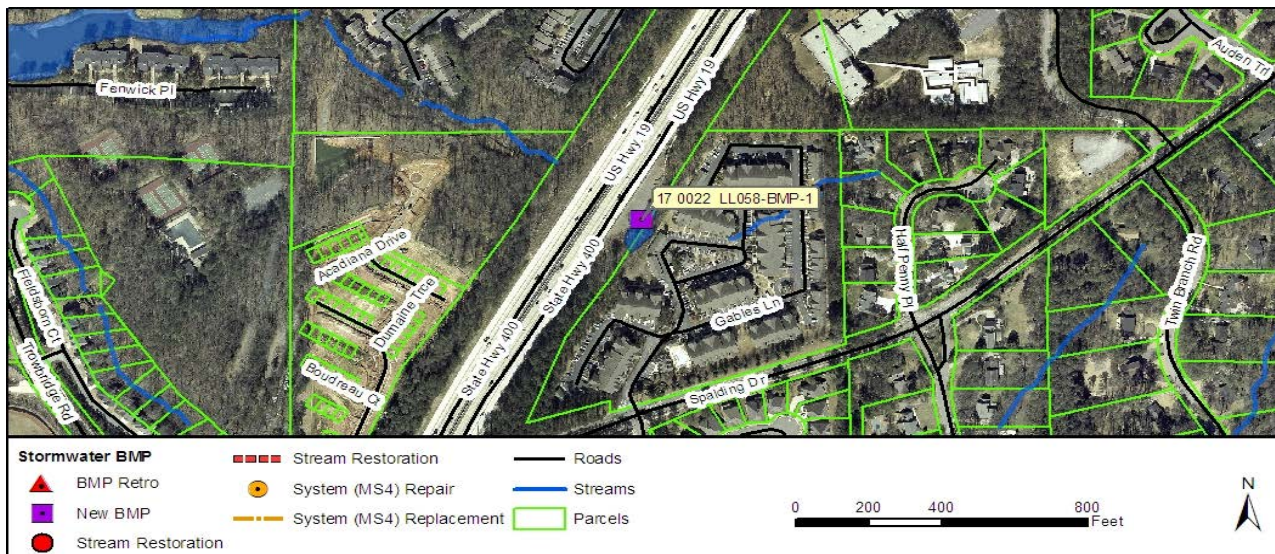 Auden Trl
Fenwick Pl
US Hwy 19
US Hwy 19
17 0022 LL058-BMP-1
Acadiana Drive
Dumaine Trce
Boudreau Ct
State Hwy 400
State Hwy 400
Gables Ln
Half Penny Pl
Twin Branch Rd
Fieldsborn Ct
Trowbridge Rd
Spalding Dr
Stormwater BMP
BMP Retro
New BMP
Stream Restoration
Stream Restoration
System (MS4) Repair
System (MS4) Replacement
Roads
Streams
Parcels
0 200 400 800
Feet
N